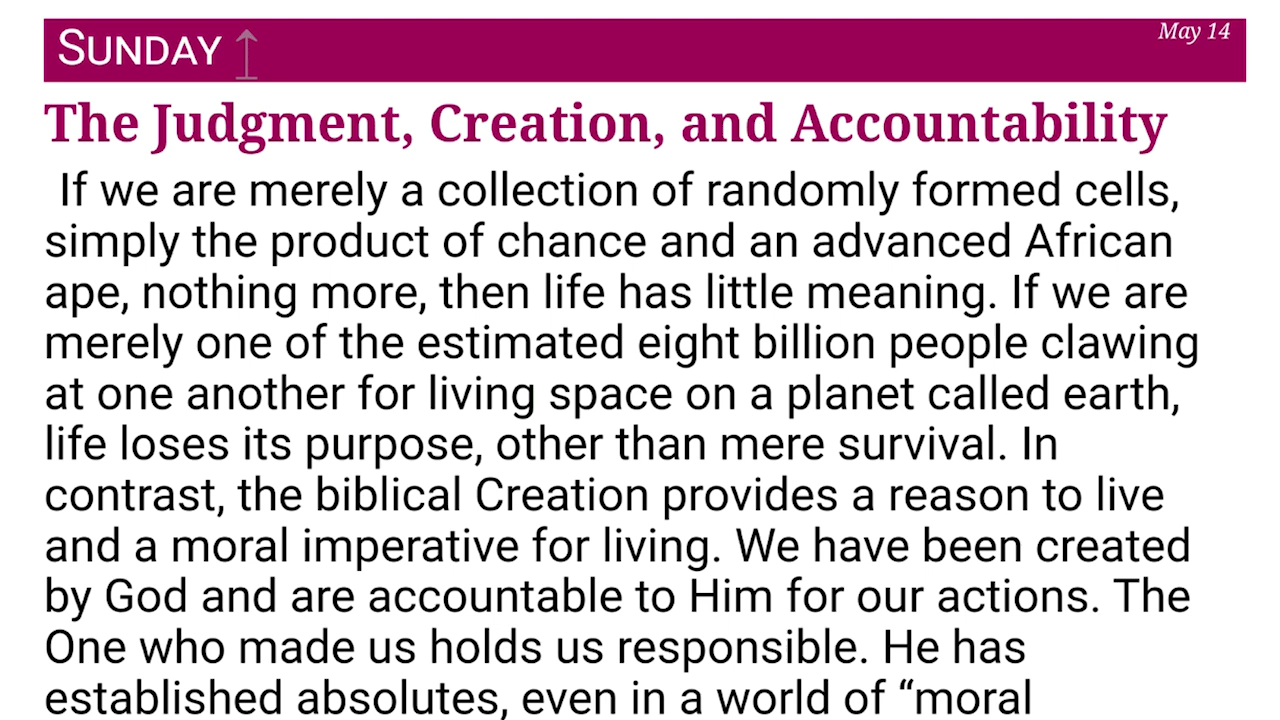 SUNDAY
May 14
The Judgment, Creation, and Accountability
If we are merely a collection of randomly formed cells,
simply the product of chance and an advanced African
ape, nothing more, then life has little meaning. If we are
merely one of the estimated eight billion people clawing
at one another for living space on a planet called earth,
life loses its purpose, other than mere survival. In
contrast, the biblical Creation provides a reason to live
and a moral imperative for living. We have been created
by God and are accountable to Him for our actions. The
One who made us holds us responsible. He has
established absolutes, even in a world of “moral